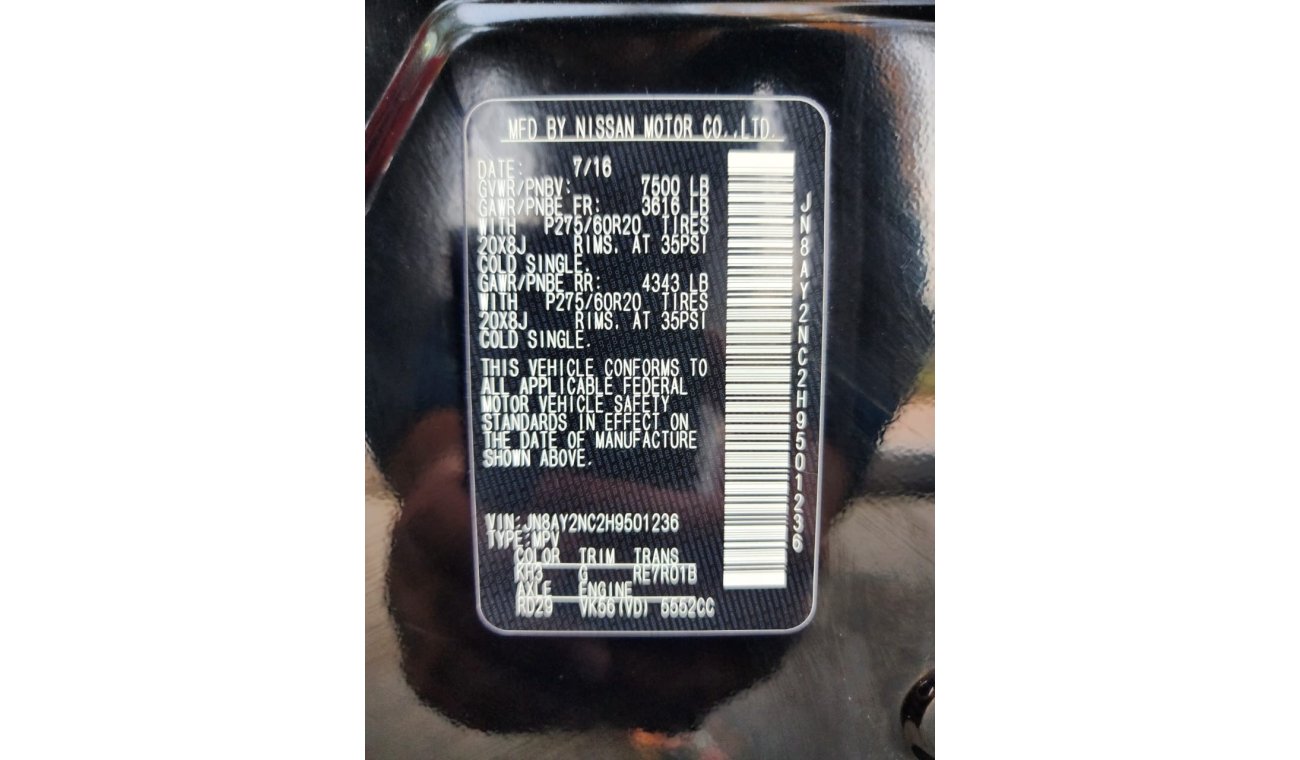 MFD BY NISSAN MOTOR CO.,LTD.
DATE: 7/16
GVWR/PNBV: 7500 LB
GAWR/PNBE FR: 3616 LB
WITH P275/60R20 TIRES
20X8J RIMS, AT 35PSI
COLD SINGLE.
GAWR/PNBE RR: 4343 LB
WITH P275/60R20 TIRES
20X8J RIMS, AT 35PSI
COLD SINGLE.
THIS VEHICLE CONFORMS TO
ALL APPLICABLE FEDERAL
MOTOR VEHICLE SAFETY
STANDARDS IN EFFECT ON
THE DATE OF MANUFACTURE
SHOWN ABOVE.
VIN:JN8AY2NC2H9501236
TYPE:MPV
COLOR TRIM TRANS
KH3 G RE7R01B
AXLE ENGINE
RD29 VK56(VD) 5552CC
JN8AY2NC2H9501236